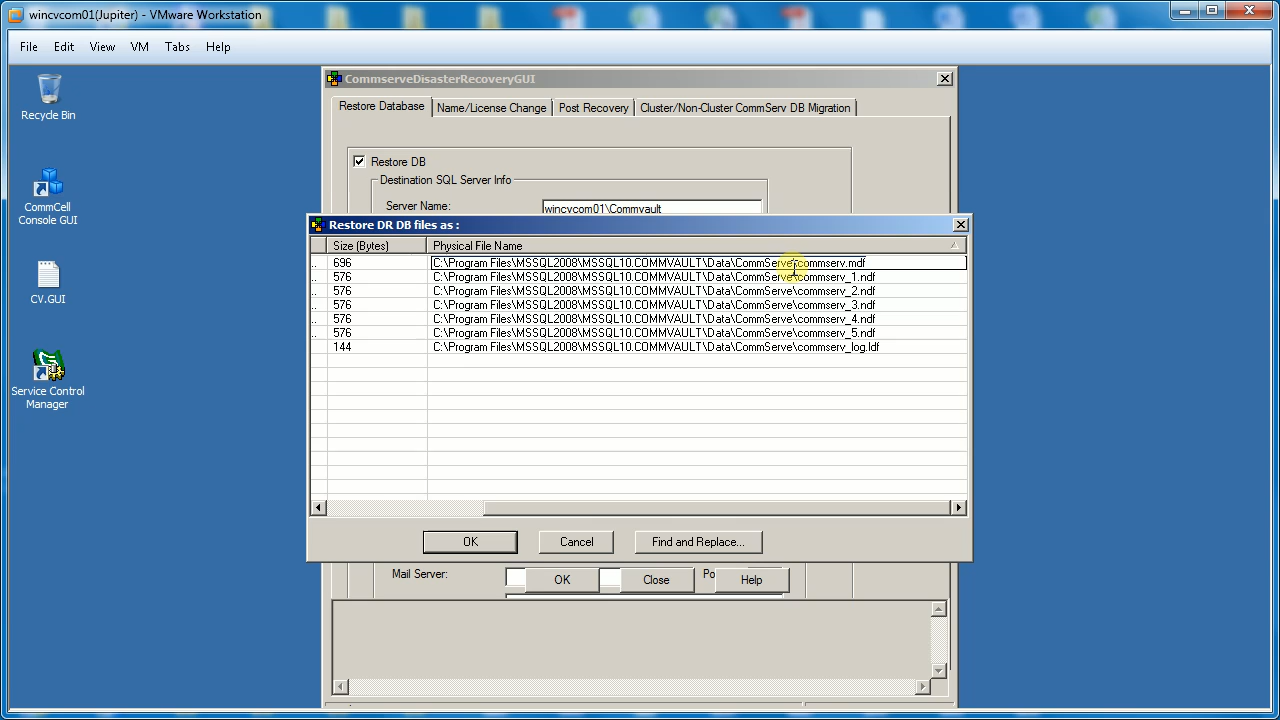 wincvcom01(Jupiter) - VMware Workstation
File Edit View VM Tabs Help
Recycle Bin
CommCell
Console GUI
CV.GUI
Service Control
Manager
CommserveDisasterRecoveryGUI
Restore Database Name/License Change Post Recovery Cluster/Non-Cluster CommServ DB Migration
Restore DB
Destination SQL Server Info
Server Name: wincvcom01\Commvault
Restore DR DB files as :
Size (Bytes) Physical File Name
.. 696 C:\Program Files\MSSQL2008\MSSQL10.COMMVAULT\Data\CommServe\commserv.mdf
.. 576 C:\Program Files\MSSQL2008\MSSQL10.COMMVAULT\Data\CommServe\commserv_1.ndf
.. 576 C:\Program Files\MSSQL2008\MSSQL10.COMMVAULT\Data\CommServe\commserv_2.ndf
.. 576 C:\Program Files\MSSQL2008\MSSQL10.COMMVAULT\Data\CommServe\commserv_3.ndf
.. 576 C:\Program Files\MSSQL2008\MSSQL10.COMMVAULT\Data\CommServe\commserv_4.ndf
.. 576 C:\Program Files\MSSQL2008\MSSQL10.COMMVAULT\Data\CommServe\commserv_5.ndf
144 C:\Program Files\MSSQL2008\MSSQL10.COMMVAULT\Data\CommServe\commserv_log.ldf
OK Cancel Find and Replace...
Mail Server: Po
OK Close Help